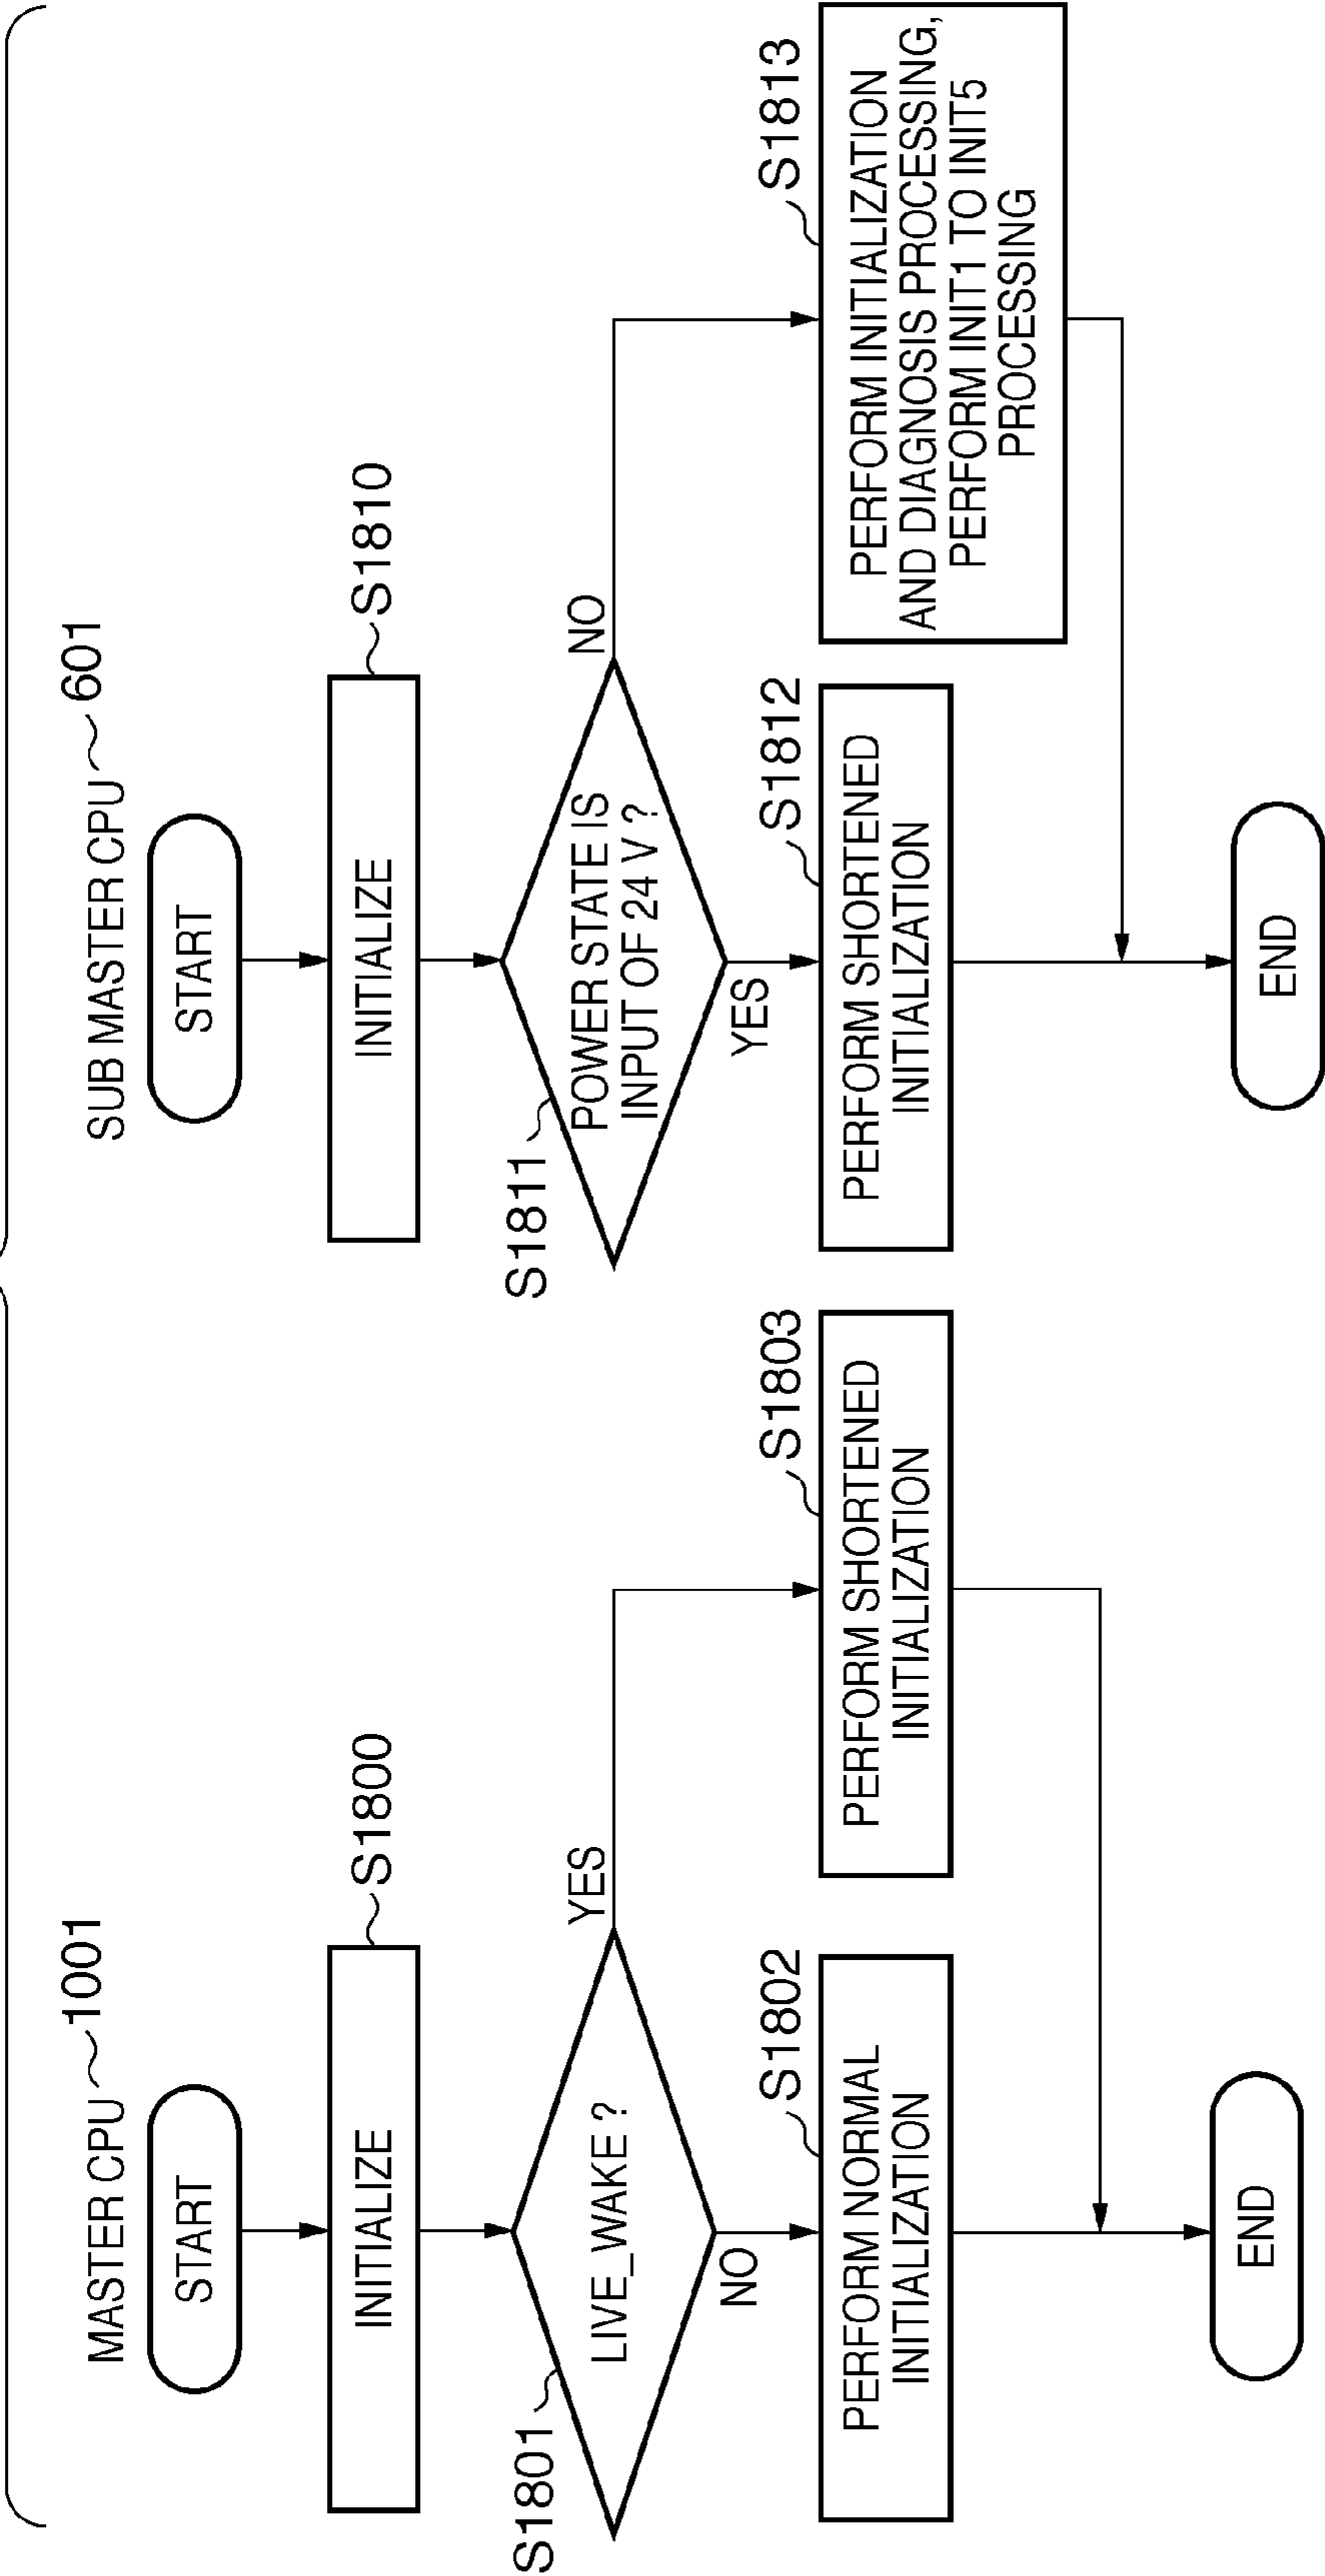 MASTER CPU 1001
START
INITIALIZE
S1800
S1801
LIVE_WAKE ?
YES
NO
S1802
PERFORM NORMAL
INITIALIZATION
S1803
PERFORM SHORTENED
INITIALIZATION
END
SUB MASTER CPU 601
START
INITIALIZE
S1810
S1811
POWER STATE IS
INPUT OF 24 V ?
NO
YES
S1812
PERFORM SHORTENED
INITIALIZATION
S1813
PERFORM INITIALIZATION
AND DIAGNOSIS PROCESSING,
PERFORM INIT1 TO INIT5
PROCESSING
END